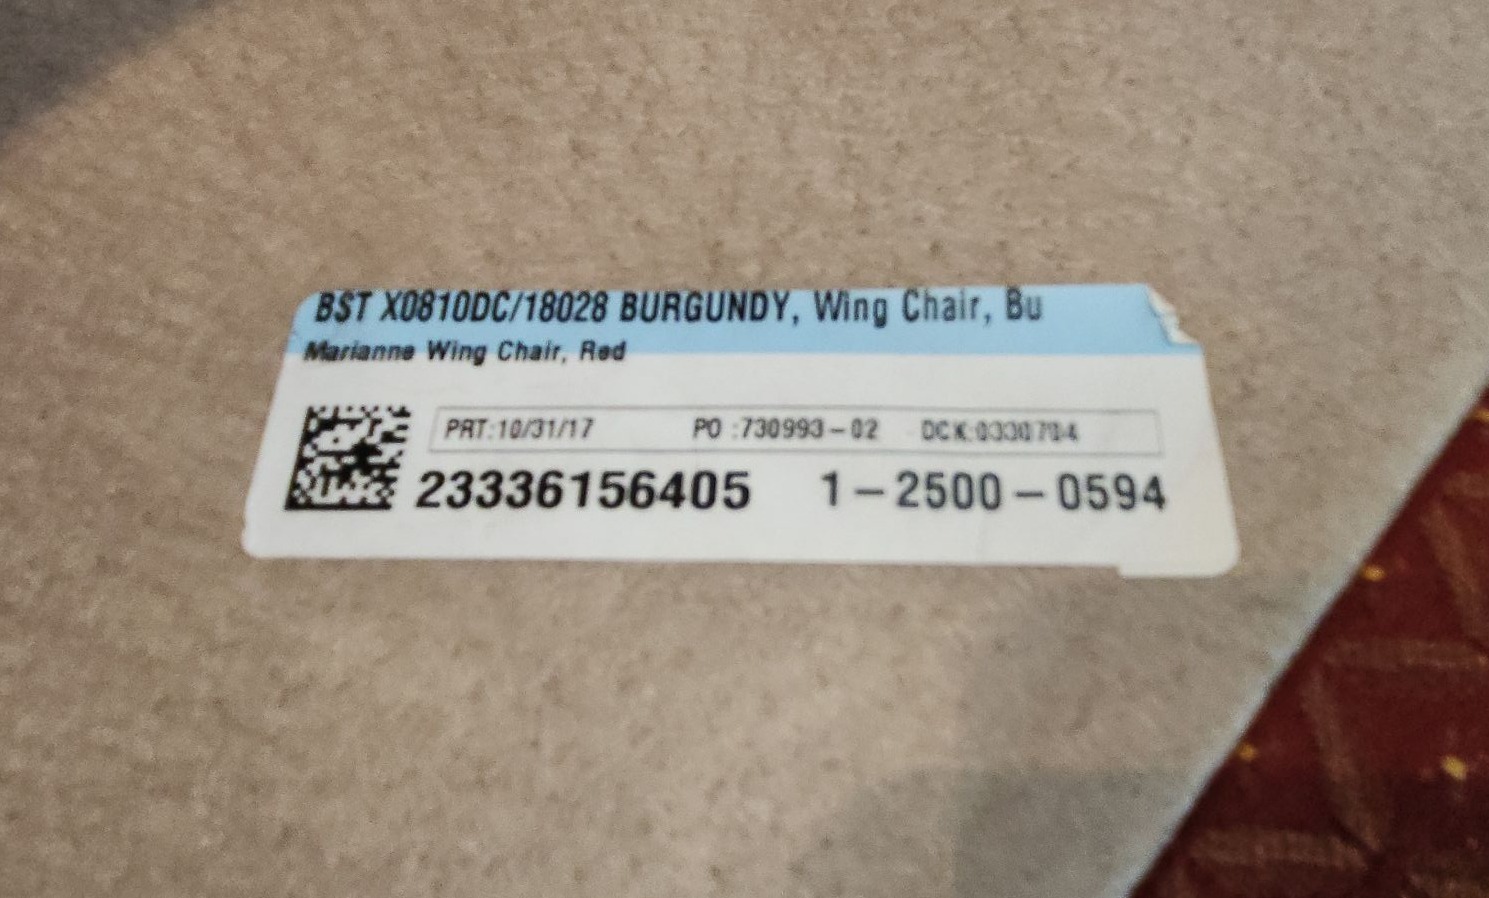 BST X0810DC/18028 BURGUNDY, Wing Chair, Bu
Marianne Wing Chair, Red
PRT:10/31/17 PO :730993-02 DCK:0330704
23336156405 1-2500-0594